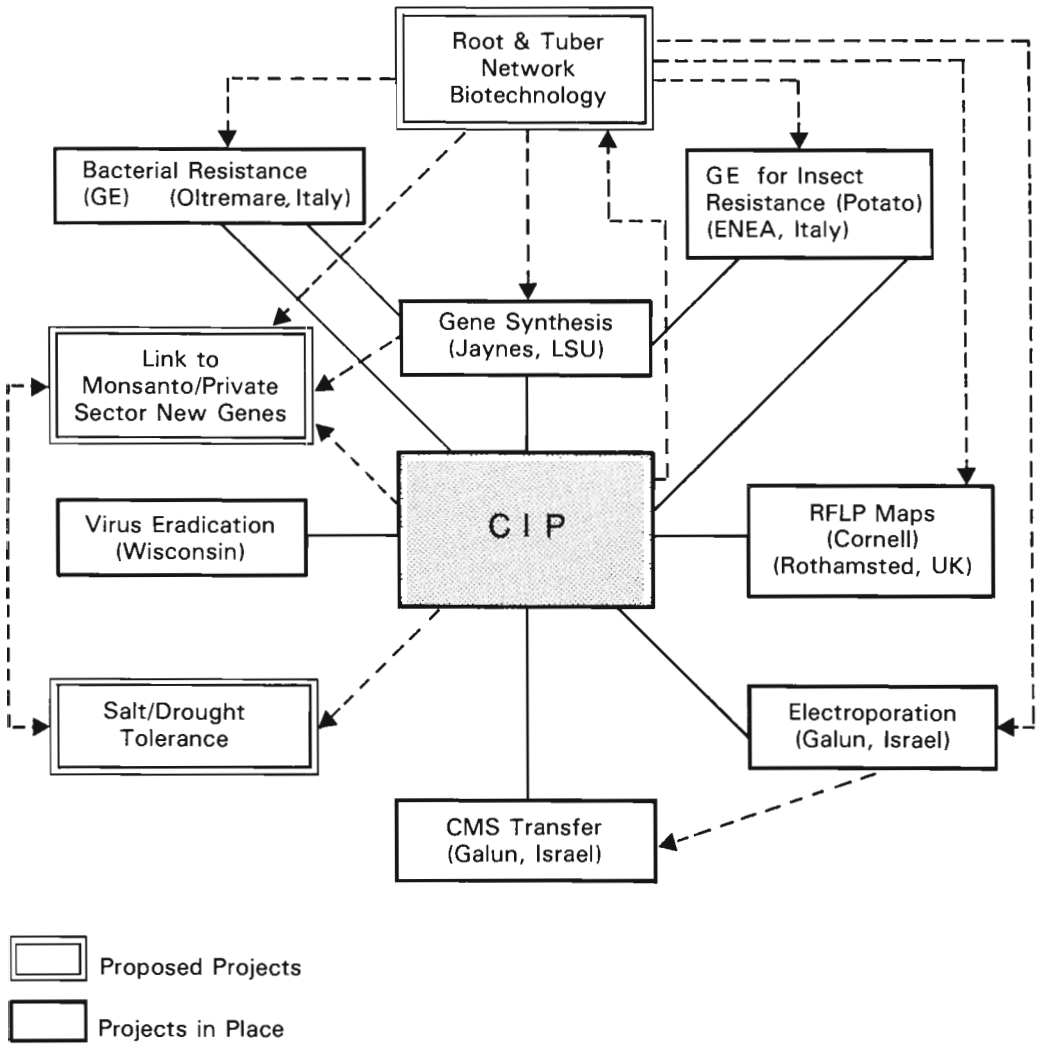 Root & Tuber
Network
Biotechnology
Bacterial Resistance
(GE) (Oltremare, Italy)
GE for Insect
Resistance (Potato)
(ENEA, Italy)
Gene Synthesis
(Jaynes, LSU)
Link to
Monsanto/Private
Sector New Genes
CIP
Virus Eradication
(Wisconsin)
RFLP Maps
(Cornell)
(Rothamsted, UK)
Salt/Drought
Tolerance
Electroporation
(Galun, Israel)
CMS Transfer
(Galun, Israel)
Proposed Projects
Projects in Place